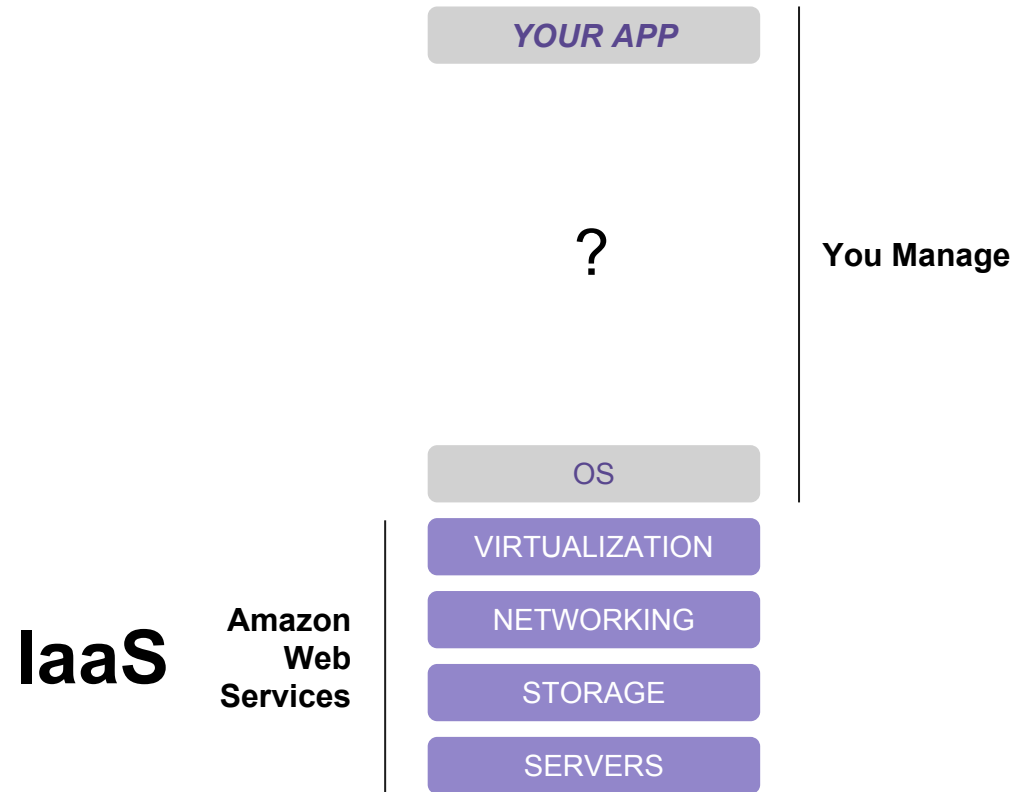 YOUR APP
?
You Manage
OS
VIRTUALIZATION
NETWORKING
STORAGE
SERVERS
IaaS
Amazon
Web
Services